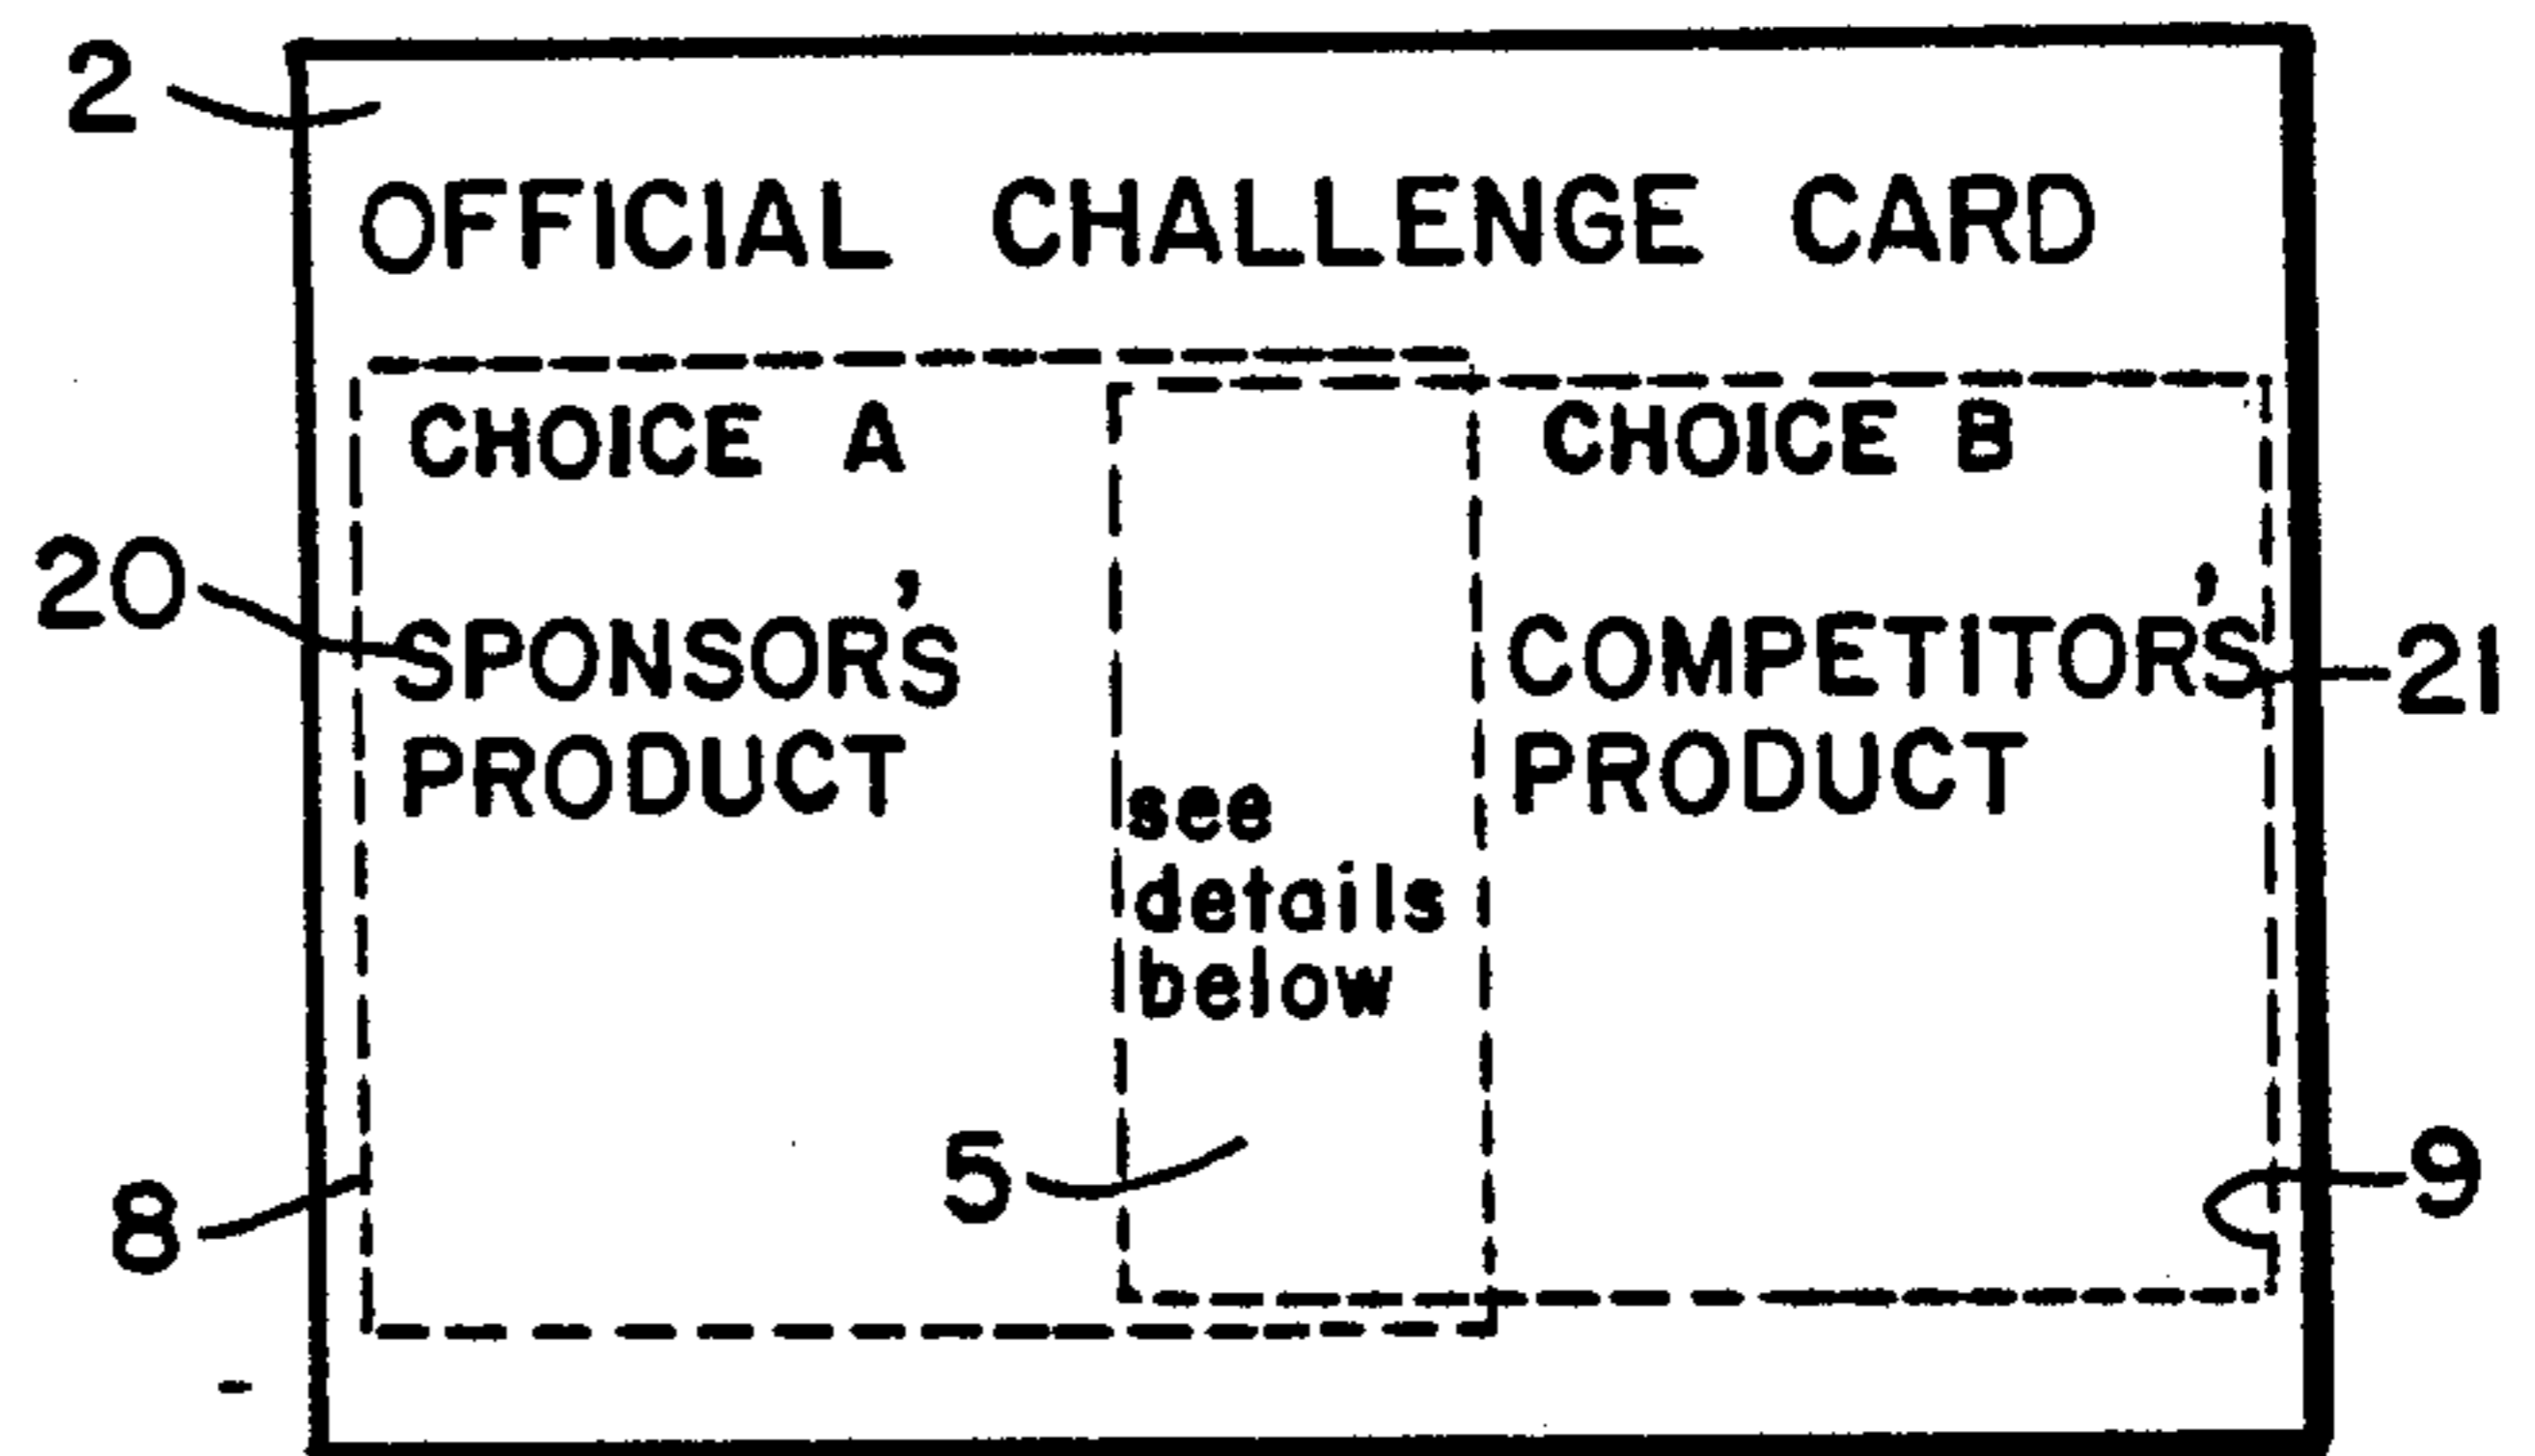 2
OFFICIAL CHALLENGE CARD
CHOICE A
CHOICE B
20
SPONSOR'S
PRODUCT
COMPETITOR'S
PRODUCT
21
see
details
below
5
8
9